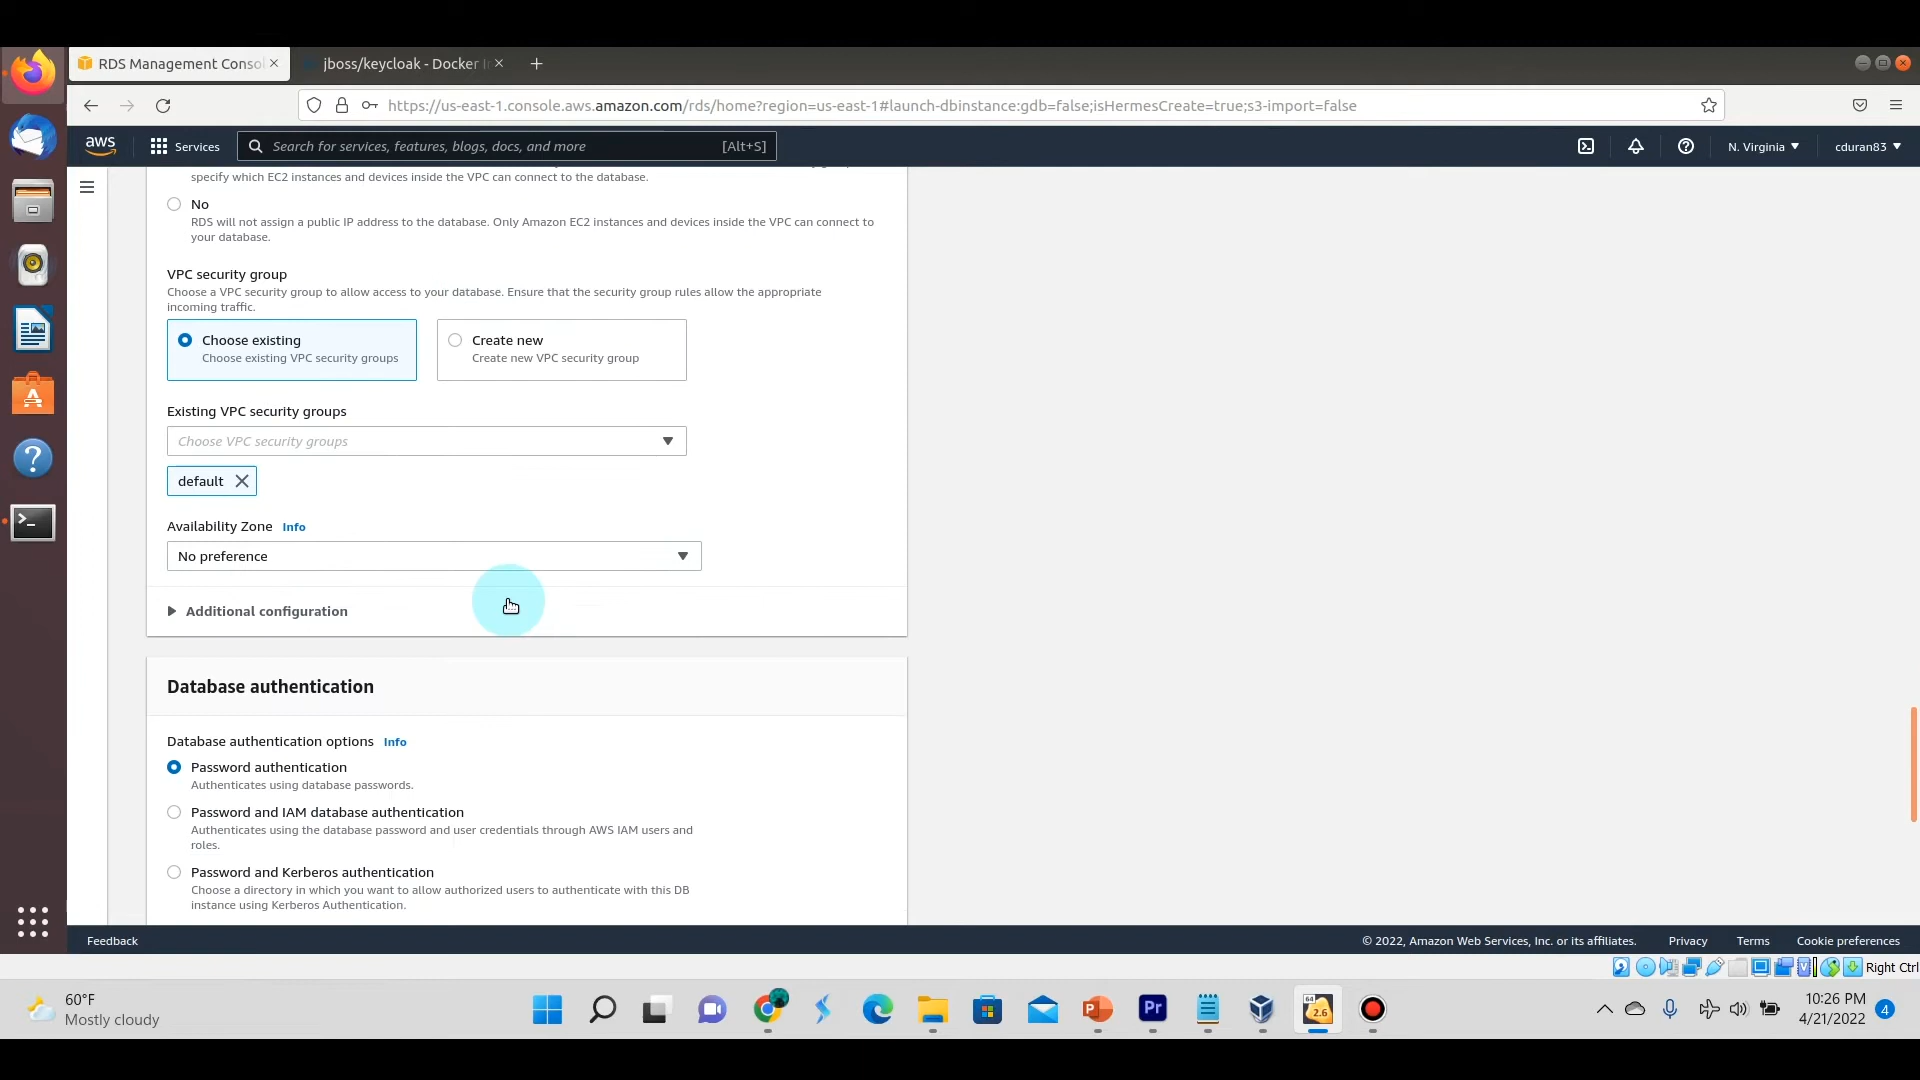 RDS Management Conso
jboss/keycloak - Docker
https://us-east-1.console.aws.amazon.com/rds/home?region=us-east-1#launch-dbinstance:gdb=false;isHermesCreate=true;s3-import=false
aws
Services
Search for services, features, blogs, docs, and more
[Alt+S]
N. Virginia
cduran83
specify which EC2 instances and devices inside the VPC can connect to the database.
No
RDS will not assign a public IP address to the database. Only Amazon EC2 instances and devices inside the VPC can connect to
your database.
VPC security group
Choose a VPC security group to allow access to your database. Ensure that the security group rules allow the appropriate
incoming traffic.
Choose existing
Choose existing VPC security groups
Create new
Create new VPC security group
Existing VPC security groups
Choose VPC security groups
default
Availability Zone Info
No preference
Additional configuration
Database authentication
Database authentication options Info
Password authentication
Authenticates using database passwords.
Password and IAM database authentication
Authenticates using the database password and user credentials through AWS IAM users and
roles.
Password and Kerberos authentication
Choose a directory in which you want to allow authorized users to authenticate with this DB
instance using Kerberos Authentication.
Feedback
© 2022, Amazon Web Services, Inc. or its affiliates.
Privacy
Terms
Cookie preferences
Right Ctrl
60°F
Mostly cloudy
Pr
64
2.6
10:26 PM
4/21/2022
4